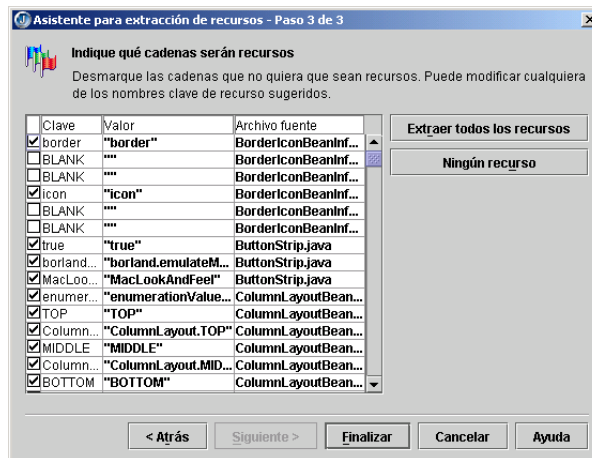 Asistente para extracción de recursos - Paso 3 de 3
Indique qué cadenas serán recursos
Desmarque las cadenas que no quiera que sean recursos. Puede modificar cualquiera
de los nombres clave de recurso sugeridos.
Clave Valor Archivo fuente
border "border" BorderIconBeanInf...
BLANK "" BorderIconBeanInf...
BLANK "" BorderIconBeanInf...
icon "icon" BorderIconBeanInf...
BLANK "" BorderIconBeanInf...
BLANK "" BorderIconBeanInf...
true "true" ButtonStrip.java
borland... "borland.emulateM... ButtonStrip.java
MacLoo... "MacLookAndFeel" ButtonStrip.java
enumer... "enumerationValue... ColumnLayoutBean...
TOP "TOP" ColumnLayoutBean...
Column... "ColumnLayout.TOP" ColumnLayoutBean...
MIDDLE "MIDDLE" ColumnLayoutBean...
Column... "ColumnLayout.MID... ColumnLayoutBean...
BOTTOM "BOTTOM" ColumnLayoutBean...
Extraer todos los recursos
Ningún recurso
< Atrás Siguiente > Finalizar Cancelar Ayuda